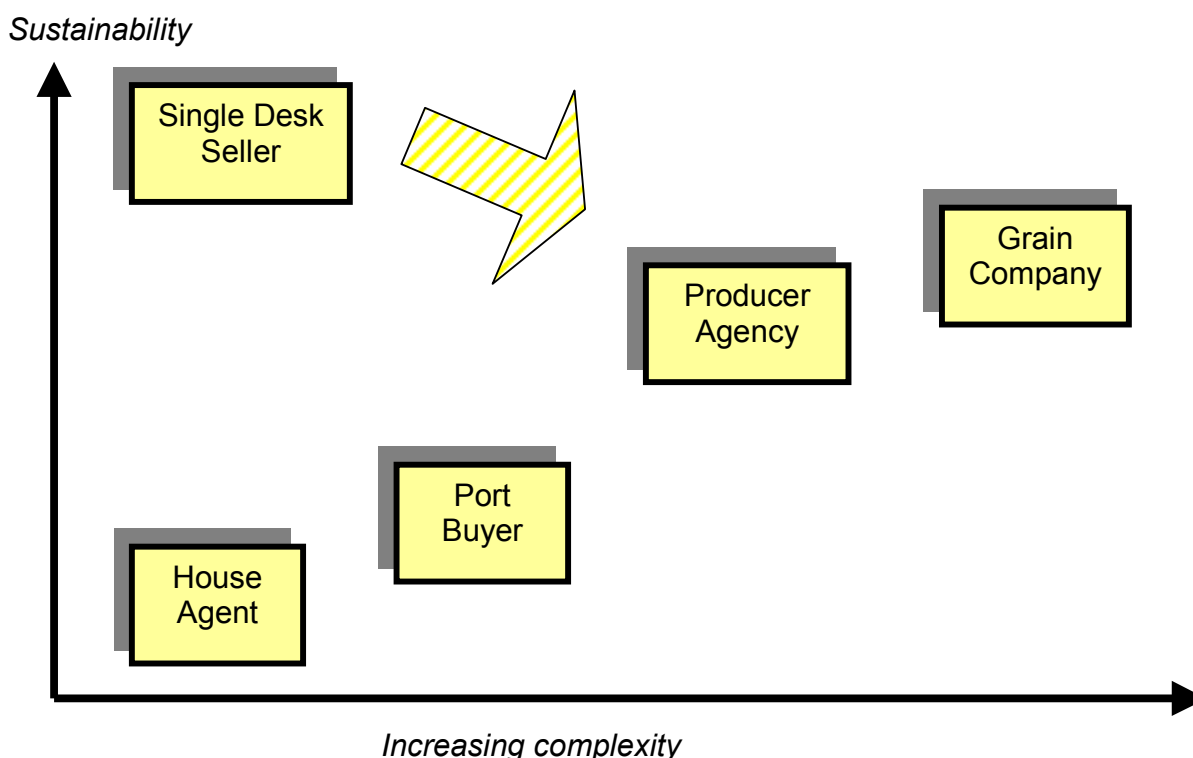 Sustainability
Single Desk
Seller
Grain
Company
Producer
Agency
Port
Buyer
House
Agent
Increasing complexity